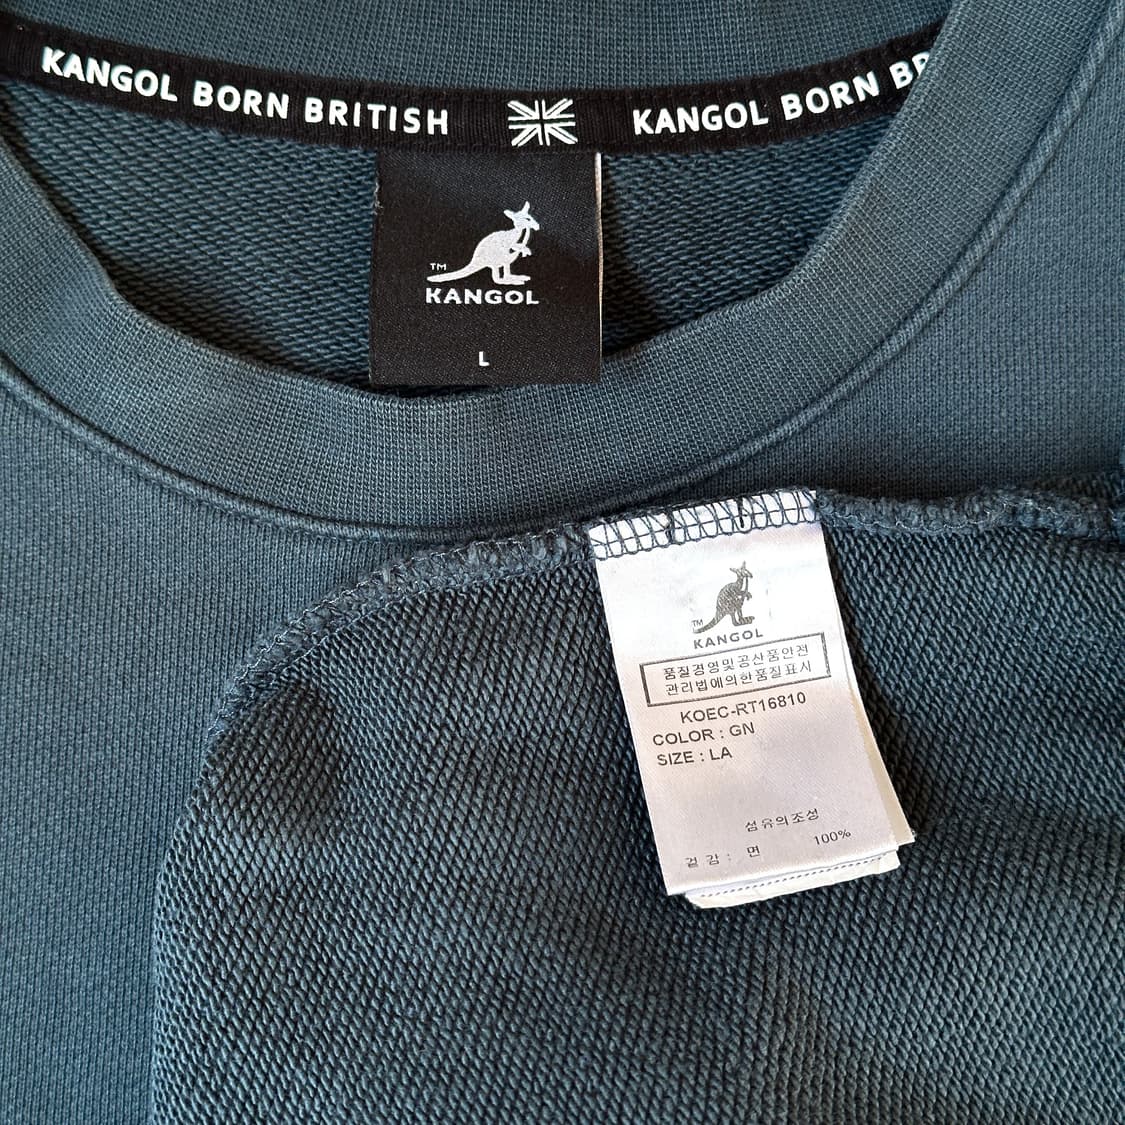 KANGOL BORN BRITISH KANGOL BORN
TM
KANGOL
L
TM
KANGOL
품질경영및공산품안전
관리법에의한품질표시
KOEC-RT16810
COLOR : GN
SIZE : LA
섬유의조성
겉 감 : 면 100%